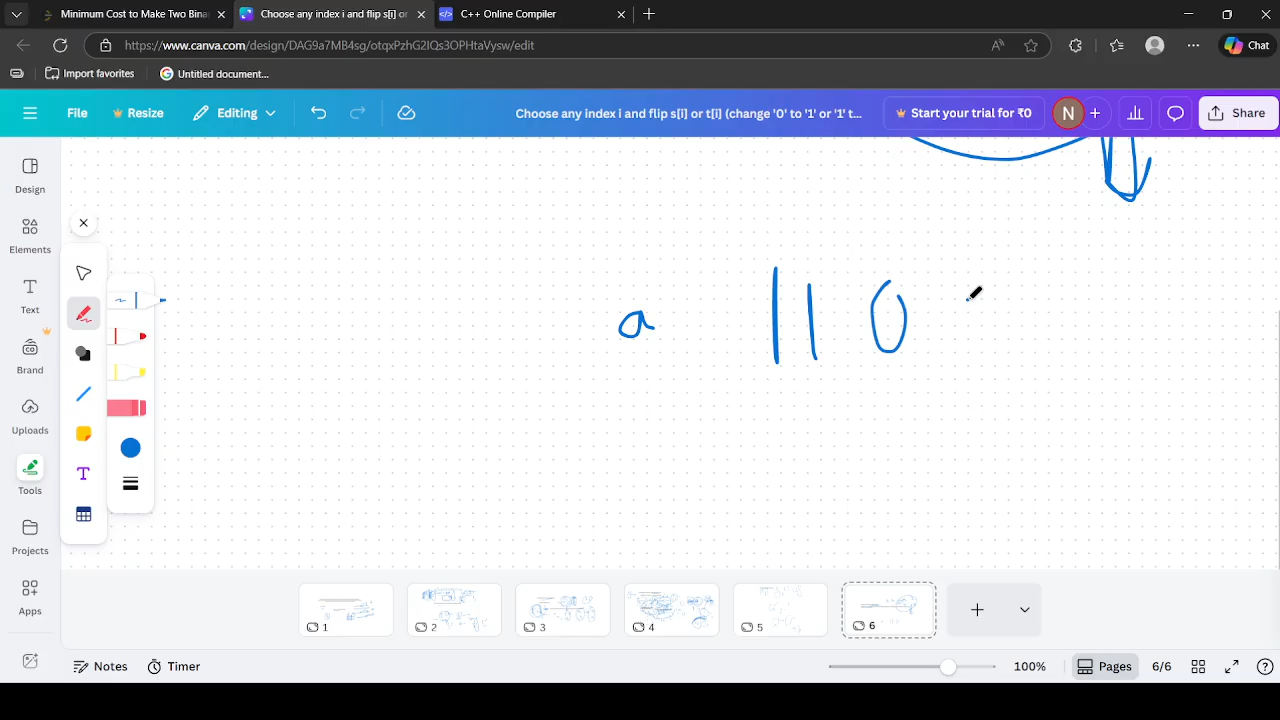 Minimum Cost to Make Two Binar
Choose any index i and flip s[i] or
C++ Online Compiler
https://www.canva.com/design/DAG9a7MB4sg/otqxPzhG2IQs3OPHtaVysw/edit
Chat
Import favorites
Untitled document...
File
Resize
Editing
Choose any index i and flip s[i] or t[i] (change '0' to '1' or '1' t...
Start your trial for ₹0
N
Share
Design
Elements
Text
Brand
Uploads
Tools
Projects
Apps
a 11 0
1
2
3
4
5
6
Notes
Timer
100%
Pages
6/6